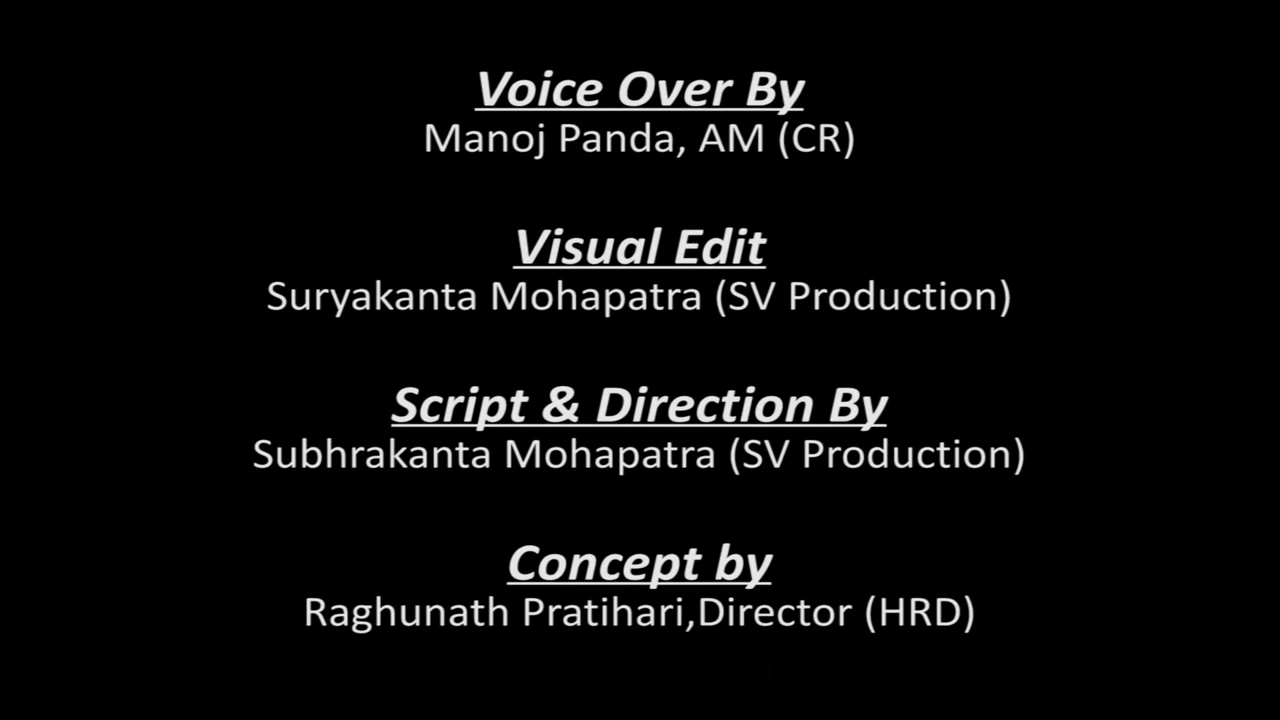 Voice Over By
Manoj Panda, AM (CR)
Visual Edit
Suryakanta Mohapatra (SV Production)
Script & Direction By
Subhrakanta Mohapatra (SV Production)
Concept by
Raghunath Pratihari,Director (HRD)